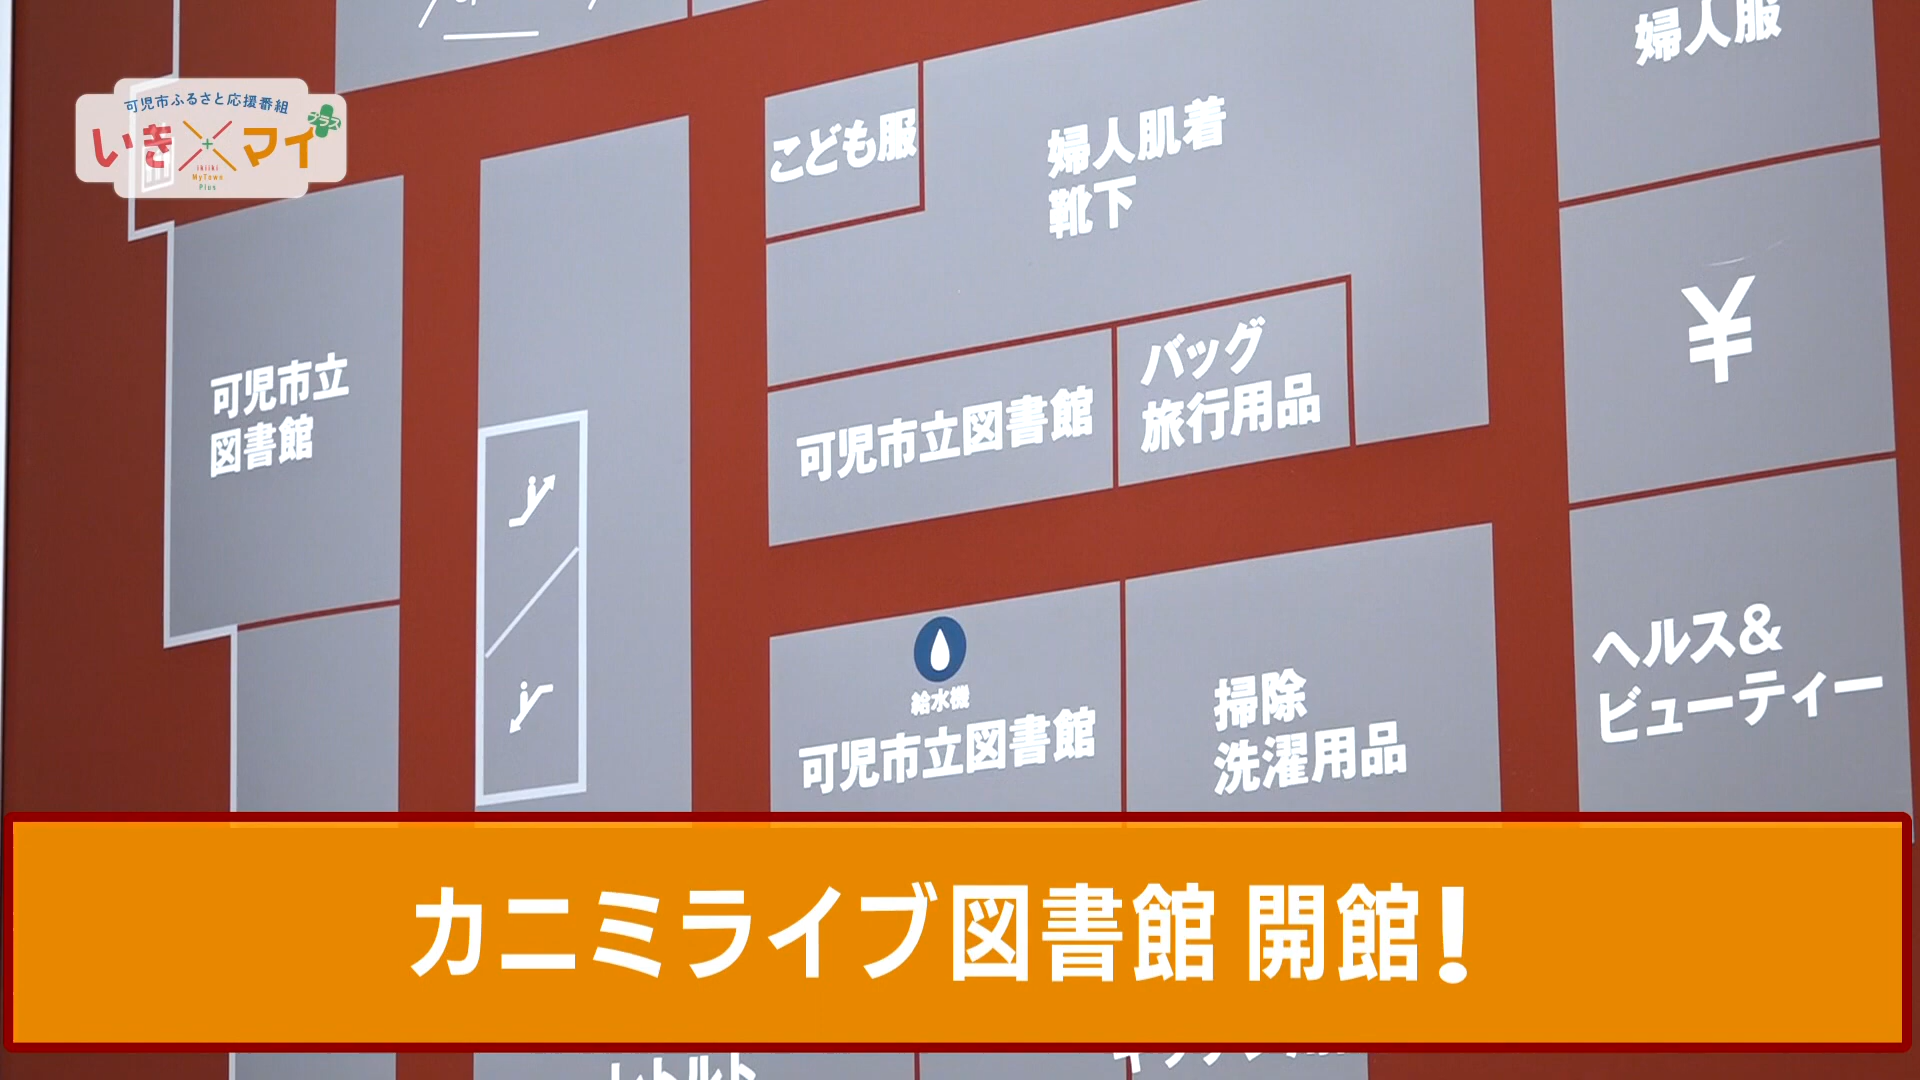 可児市ふるさと応援番組
いき×マイ
プラス
ikiiki
MyTown
Plus
婦人服
こども服
婦人肌着
靴下
¥
可児市立
図書館
バッグ
旅行用品
可児市立図書館
ヘルス&
ビューティー
給水機
可児市立図書館
掃除
洗濯用品
カニミライブ図書館 開館!